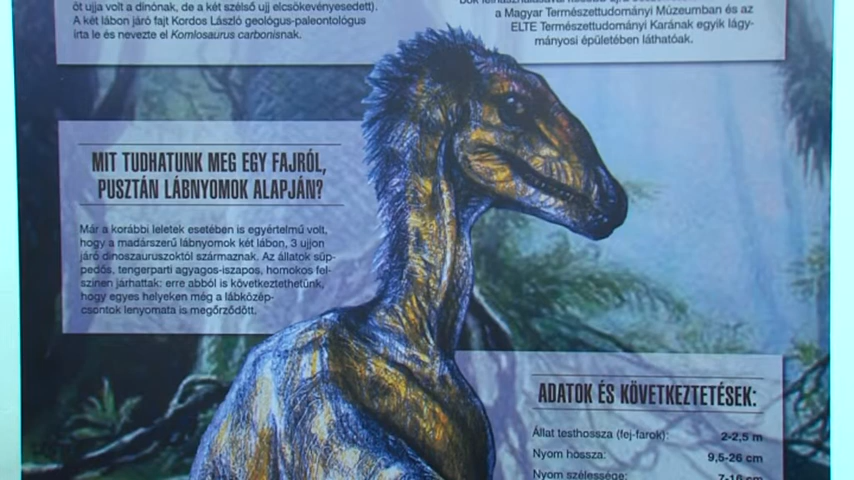 öt ujja volt a dínónak, de a két szélső ujj elcsökevényesedett).
A két lábon járó fajt Kordos László geológus-paleontológus
írta le és nevezte el Komlosaurus carbonisnak.
a Magyar Természettudományi Múzeumban és az
ELTE Természettudományi Karának egyik lágy-
mányosi épületében láthatóak.
MIT TUDHATUNK MEG EGY FAJRÓL,
PUSZTÁN LÁBNYOMOK ALAPJÁN?
Már a korábbi leletek esetében is egyértelmű volt,
hogy a madárszerű lábnyomok két lábon, 3 ujjon
járó dinoszauruszoktól származnak. Az állatok süp-
pedős, tengerparti agyagos-iszapos, homokos fel-
színen járhattak: erre abból is következtethetünk,
hogy egyes helyeken még a lábközép-
csontok lenyomata is megőrződött.
ADATOK ÉS KÖVETKEZTETÉSEK:
Állat testhossza (fej-farok): 2-2,5 m
Nyom hossza: 9,5-26 cm
Nyom szélessége: 7-16 cm